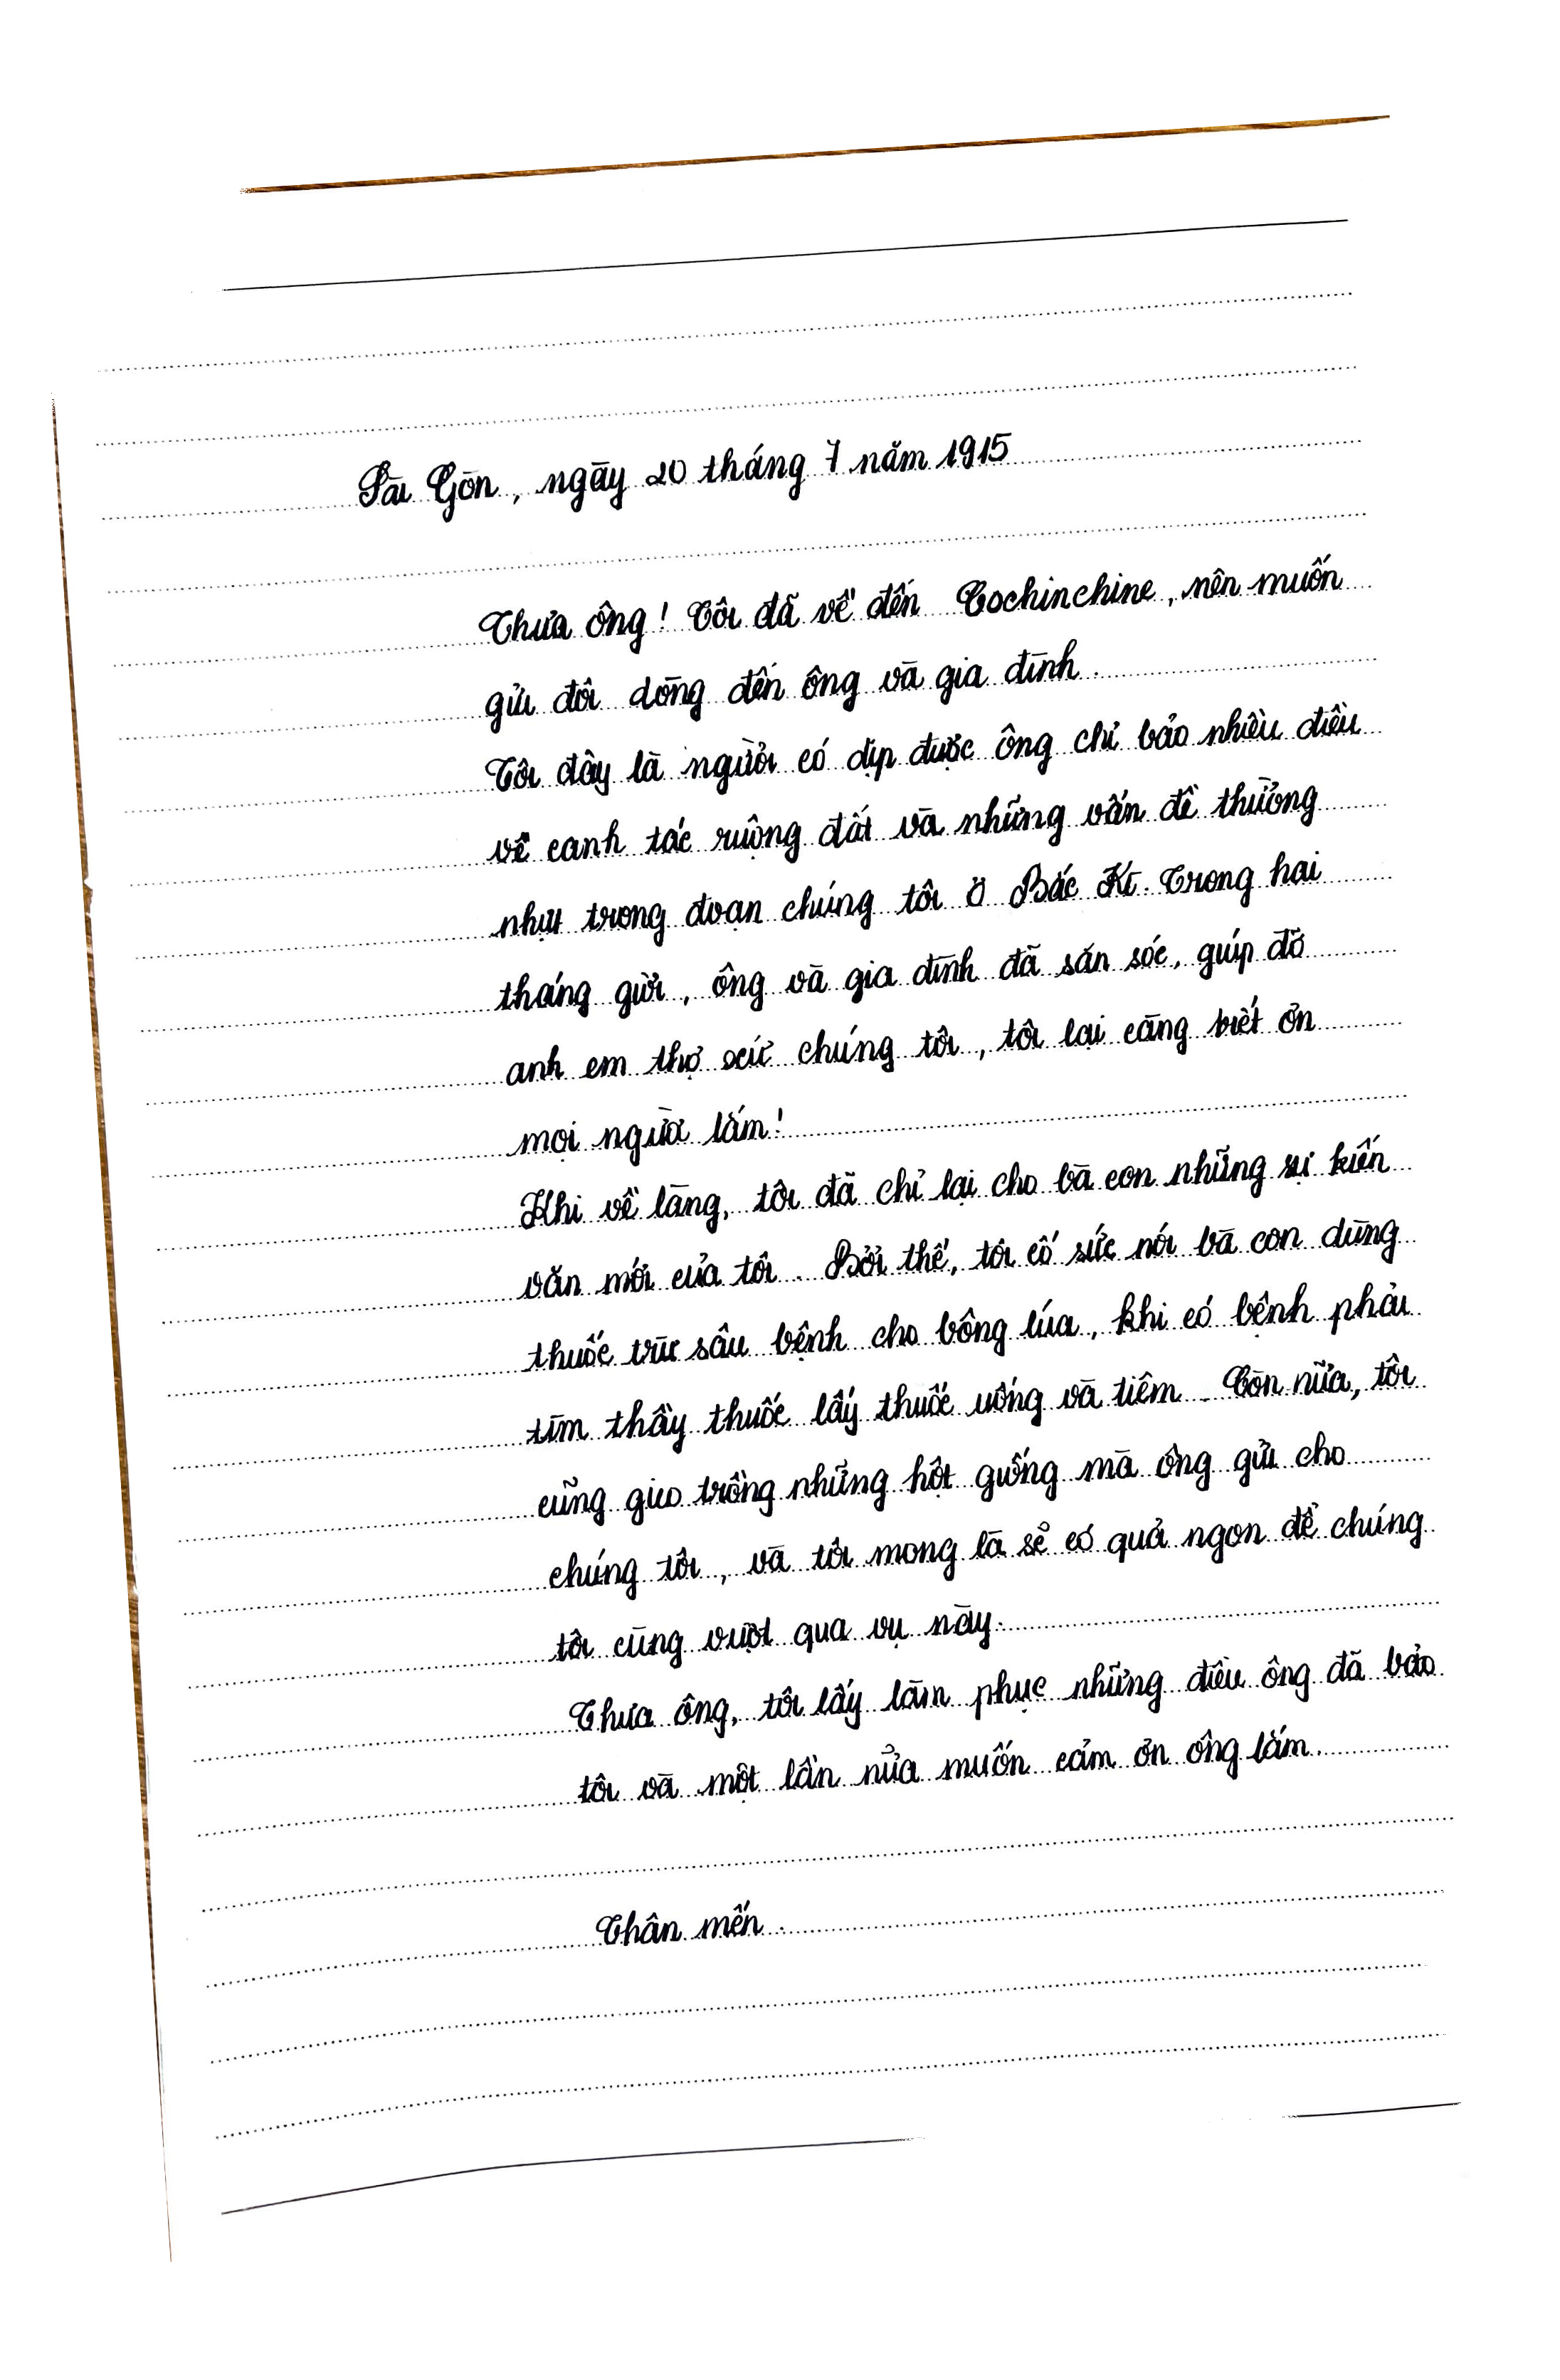 Sài Gòn, ngày 20 tháng 7 năm 1915
Thưa ông! Tôi đã về đến Cochinchine, nên muốn
gửi đôi dòng đến ông và gia đình.
Tôi đây là người có dịp được ông chỉ bảo nhiều điều
về canh tác ruộng đất và những vấn đề thường
nhựt trong đoạn chúng tôi ở Bắc Kì. Trong hai
tháng gửi, ông và gia đình đã săn sóc, giúp đỡ
anh em thợ xứ chúng tôi, tôi lại càng biết ơn
mọi người lắm!
Khi về làng, tôi đã chỉ lại cho bà con những sự kiến
văn mới của tôi. Bởi thế, tôi cố sức nói bà con dùng
thuốc trừ sâu bệnh cho bông lúa, khi có bệnh phải
tìm thầy thuốc lấy thuốc uống và tiêm. Còn nữa, tôi
cũng gieo trồng những hột giống mà ông gửi cho
chúng tôi, và tôi mong là sẽ có quả ngon để chúng
tôi cùng vượt qua vụ này.
Thưa ông, tôi lấy làm phục những điều ông đã bảo
tôi và một lần nữa muốn cảm ơn ông lắm.
Thân mến.